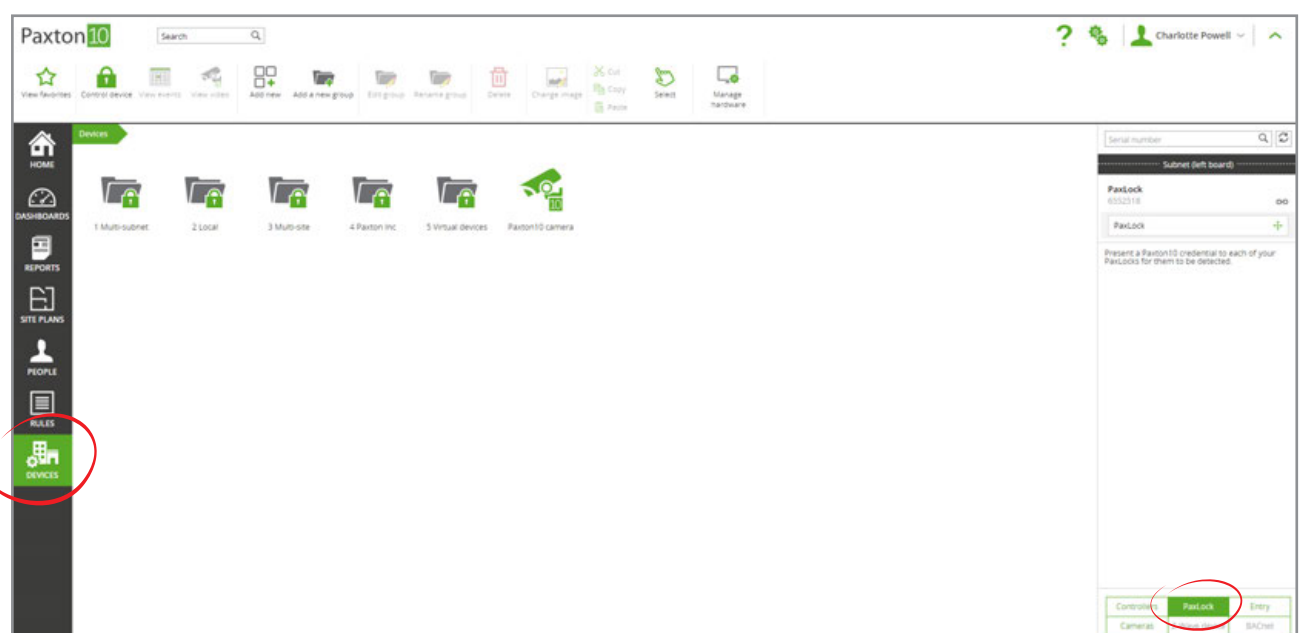 Paxton10
Search
Charlotte Powell
View favorites
Control device
View events
View video
Add new
Add a new group
Edit group
Rename group
Delete
Change image
Cut
Copy
Paste
Select
Manage
hardware
HOME
DASHBOARDS
REPORTS
SITE PLANS
PEOPLE
RULES
DEVICES
Devices
1 Multi-subnet
2 Local
3 Multi-site
4 Paxton Inc
5 Virtual devices
10
Paxton10 camera
Serial number
Subnet (left board)
PaxLock
6552518
PaxLock
Present a Paxton10 credential to each of your
PaxLocks for them to be detected.
Controllers PaxLock Entry
Cameras BACnet